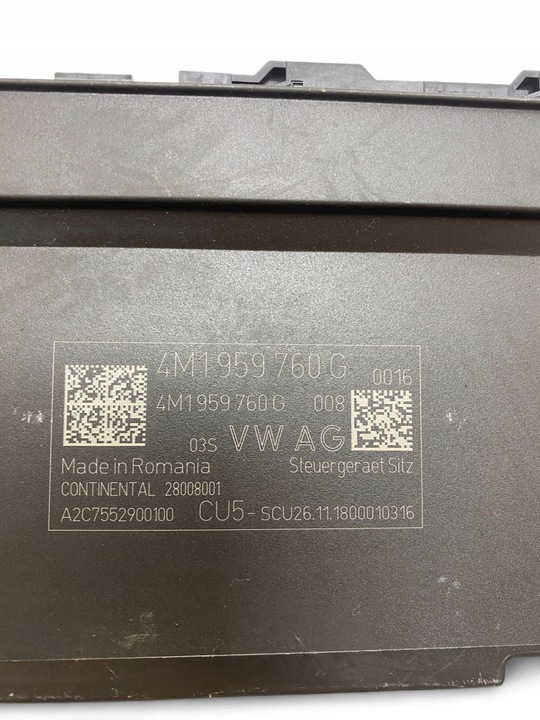 4M1 959 760 G 0016
4M1 959 760 G 008
03S VW AG
Made in Romania Steuergeraet Sitz
CONTINENTAL 28008001
A2C7552900100 CU5-SCU26.11.1800010316